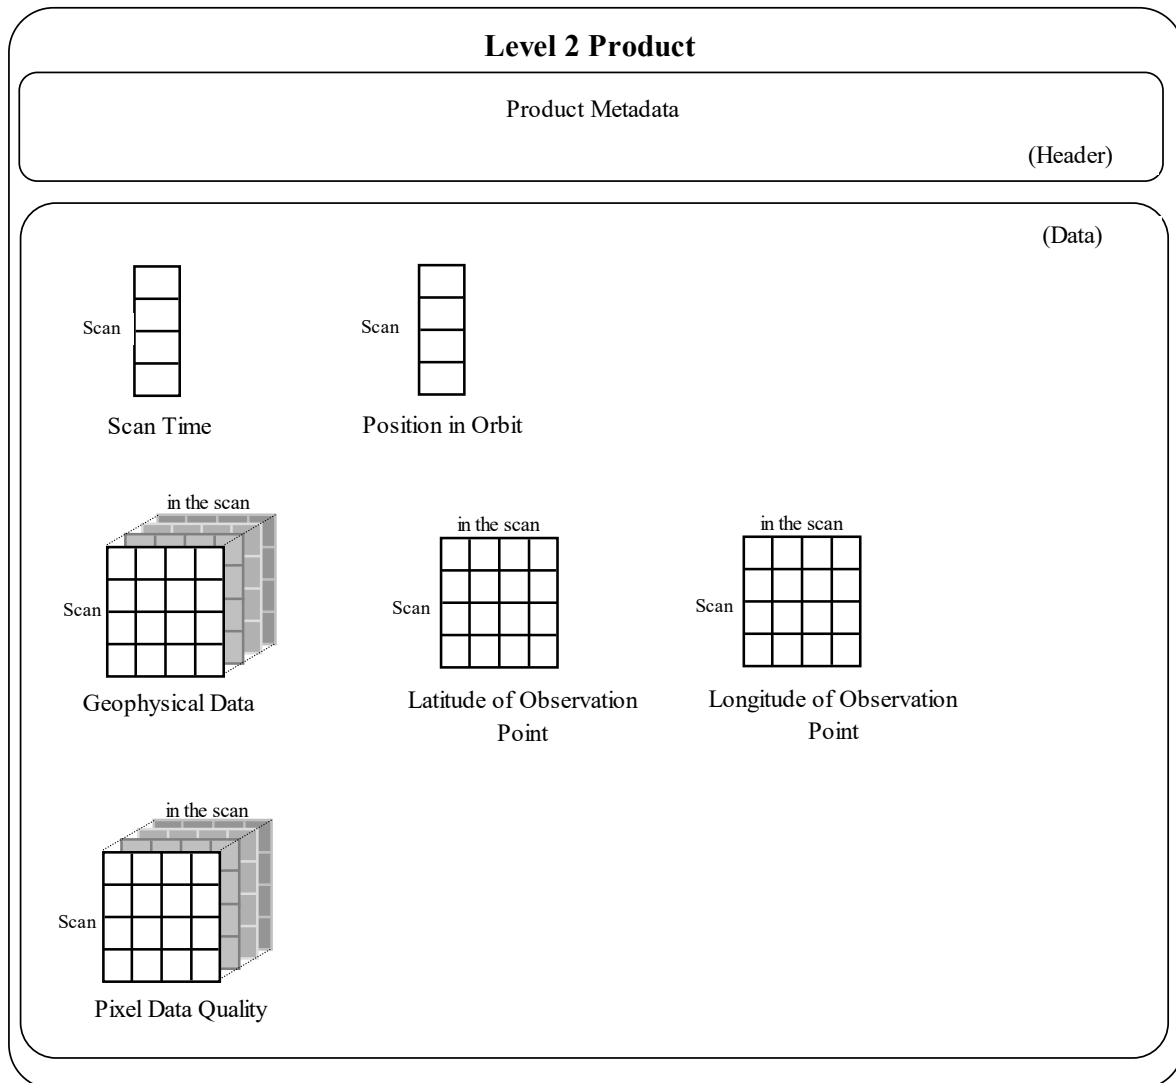 Level 2 Product
Product Metadata
(Header)
(Data)
Scan
Scan
Scan Time
Position in Orbit
in the scan
in the scan
in the scan
Scan
Scan
Scan
Geophysical Data
Latitude of Observation
Point
Longitude of Observation
Point
in the scan
Scan
Pixel Data Quality